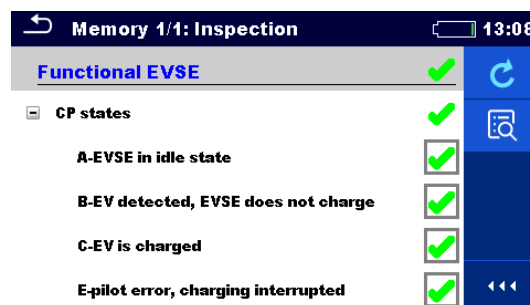 Memory 1/1: Inspection 13:08
Functional EVSE
CP states
A-EVSE in idle state
B-EV detected, EVSE does not charge
C-EV is charged
E-pilot error, charging interrupted